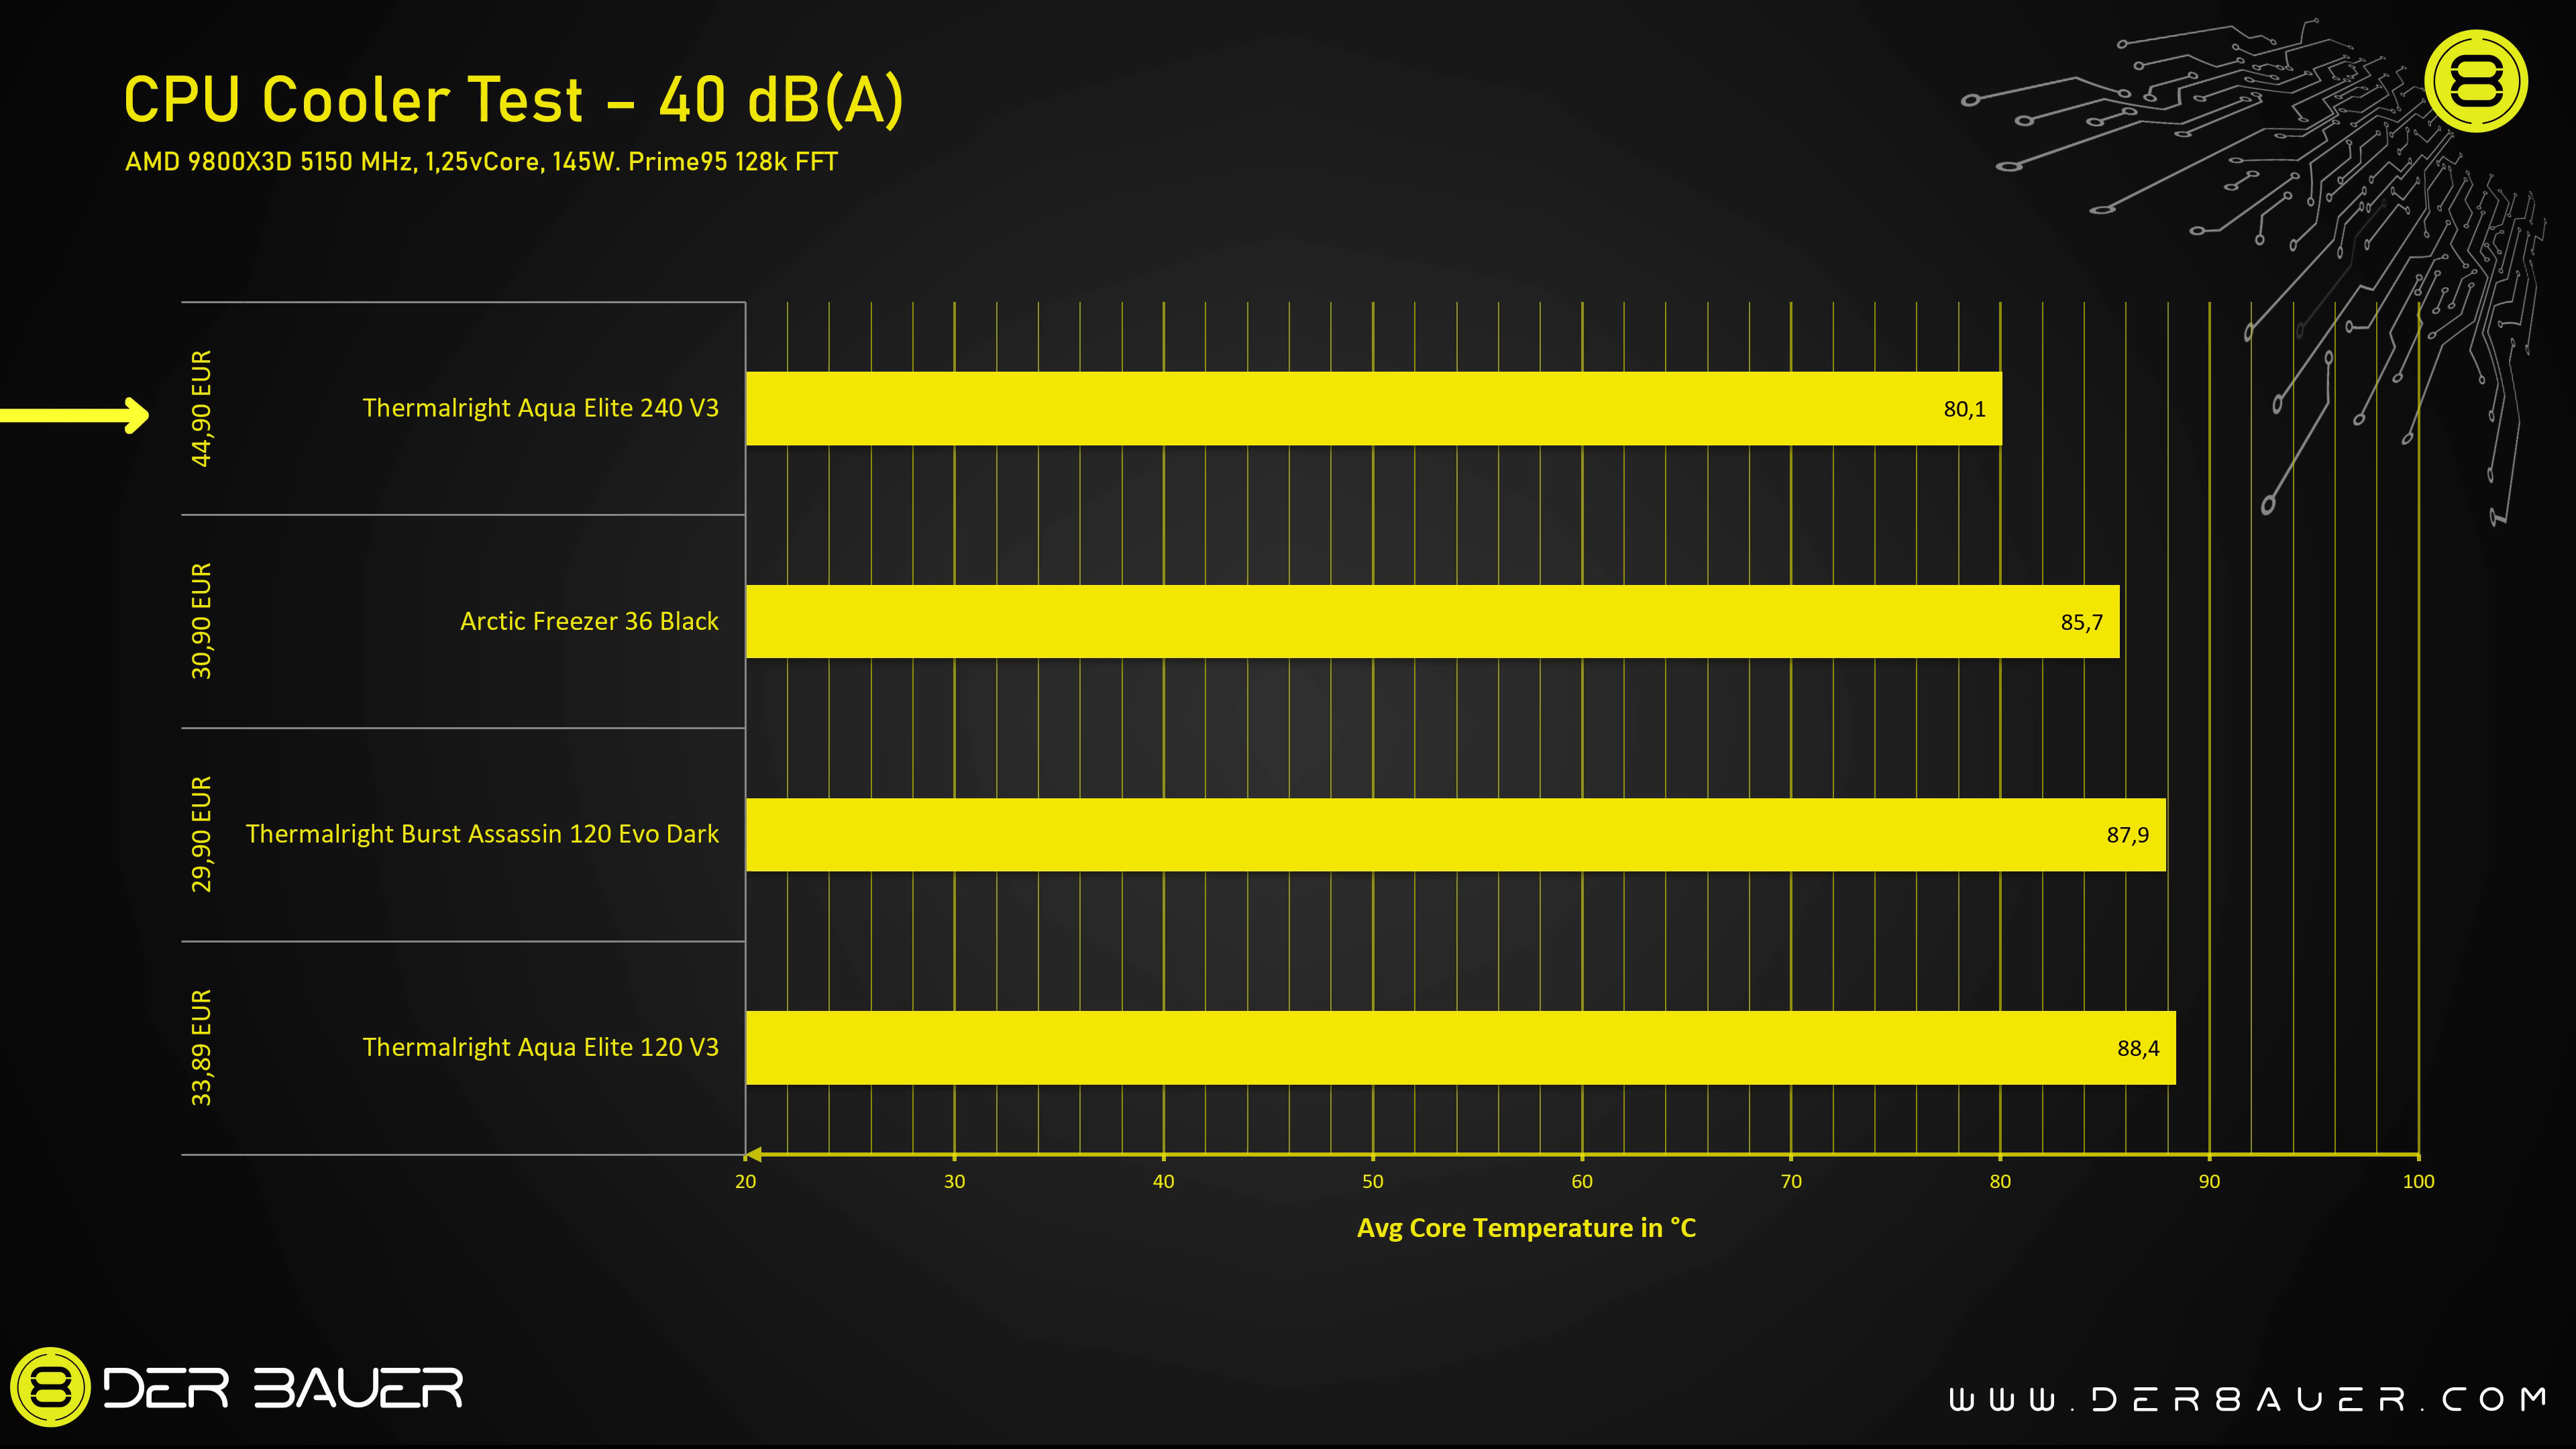 CPU Cooler Test – 40 dB(A)
AMD 9800X3D 5150 MHz, 1,25vCore, 145W. Prime95 128k FFT
44,90 EUR
Thermalright Aqua Elite 240 V3
80,1
30,90 EUR
Arctic Freezer 36 Black
85,7
29,90 EUR
Thermalright Burst Assassin 120 Evo Dark
87,9
33,89 EUR
Thermalright Aqua Elite 120 V3
88,4
20 30 40 50 60 70 80 90 100
Avg Core Temperature in °C
DER BAUER
WWW.DER8AUER.COM